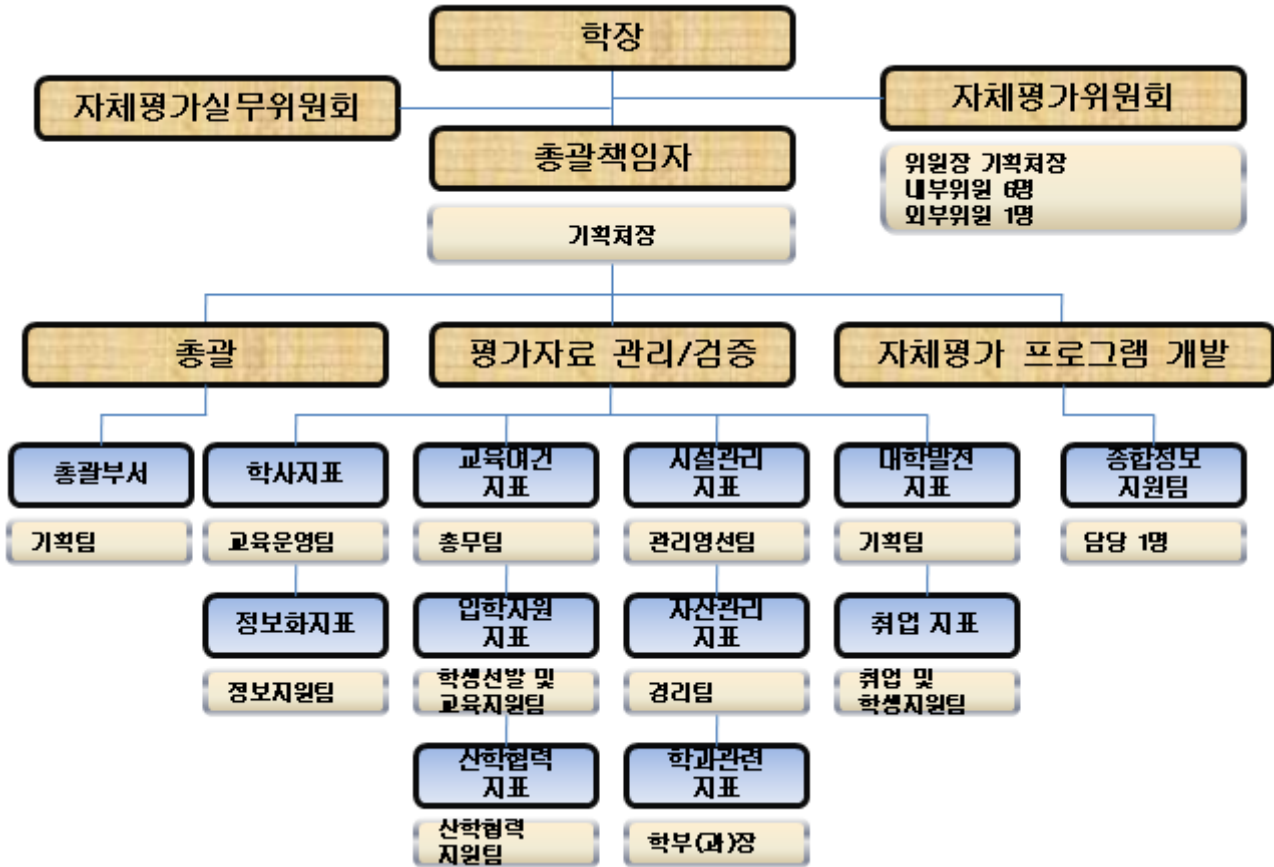 학장
자체평가실무위원회
자체평가위원회
총괄책임자
위원장 기획처장
내부위원 6명
외부위원 1명
기획처장
총괄
평가자료 관리/검증
자체평가 프로그램 개발
총괄부서
학사지표
교육여건
지표
시설관리
지표
대학발전
지표
종합정보
지원팀
기획팀
교육운영팀
총무팀
관리영선팀
기획팀
담당 1명
정보화지표
입학자원
지표
자산관리
지표
취업 지표
정보지원팀
학생선발 및
교육지원팀
경리팀
취업 및
학생지원팀
산학협력
지표
학과관련
지표
산학협력
지원팀
학부(과)장